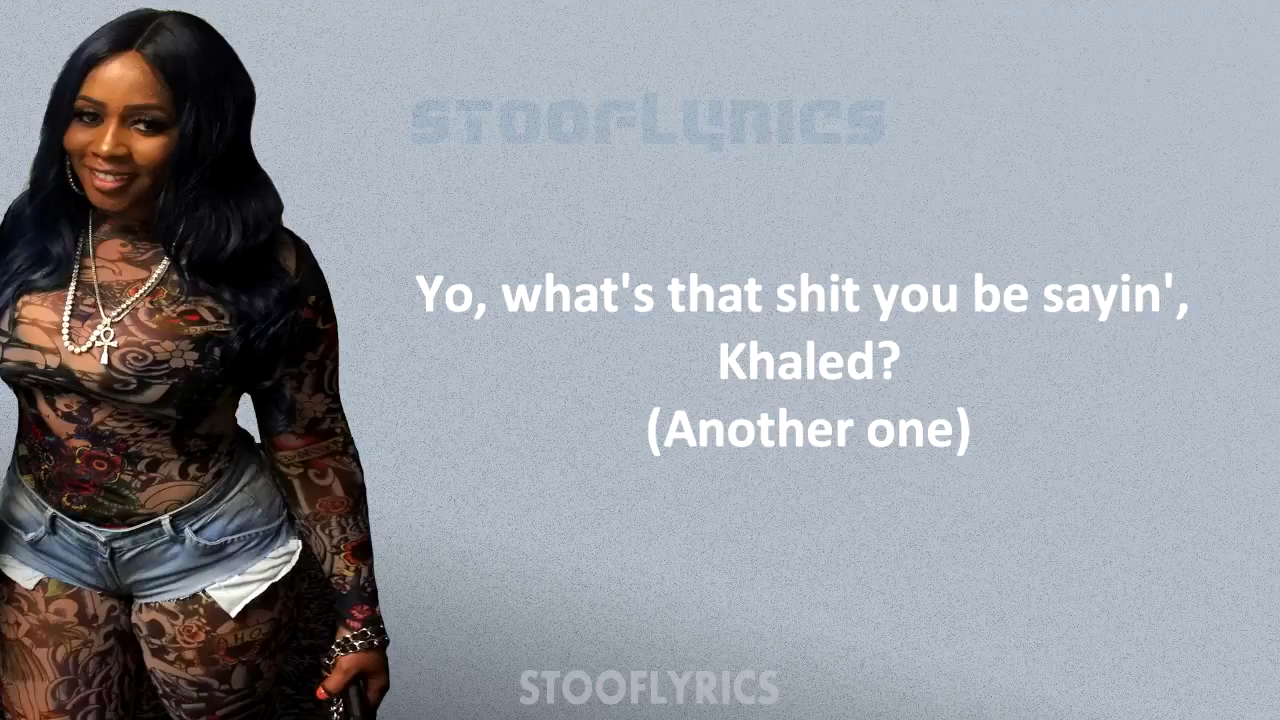 STOOFLYRICS
Yo, what's that shit you be sayin',
Khaled?
(Another one)
STOOFLYRICS